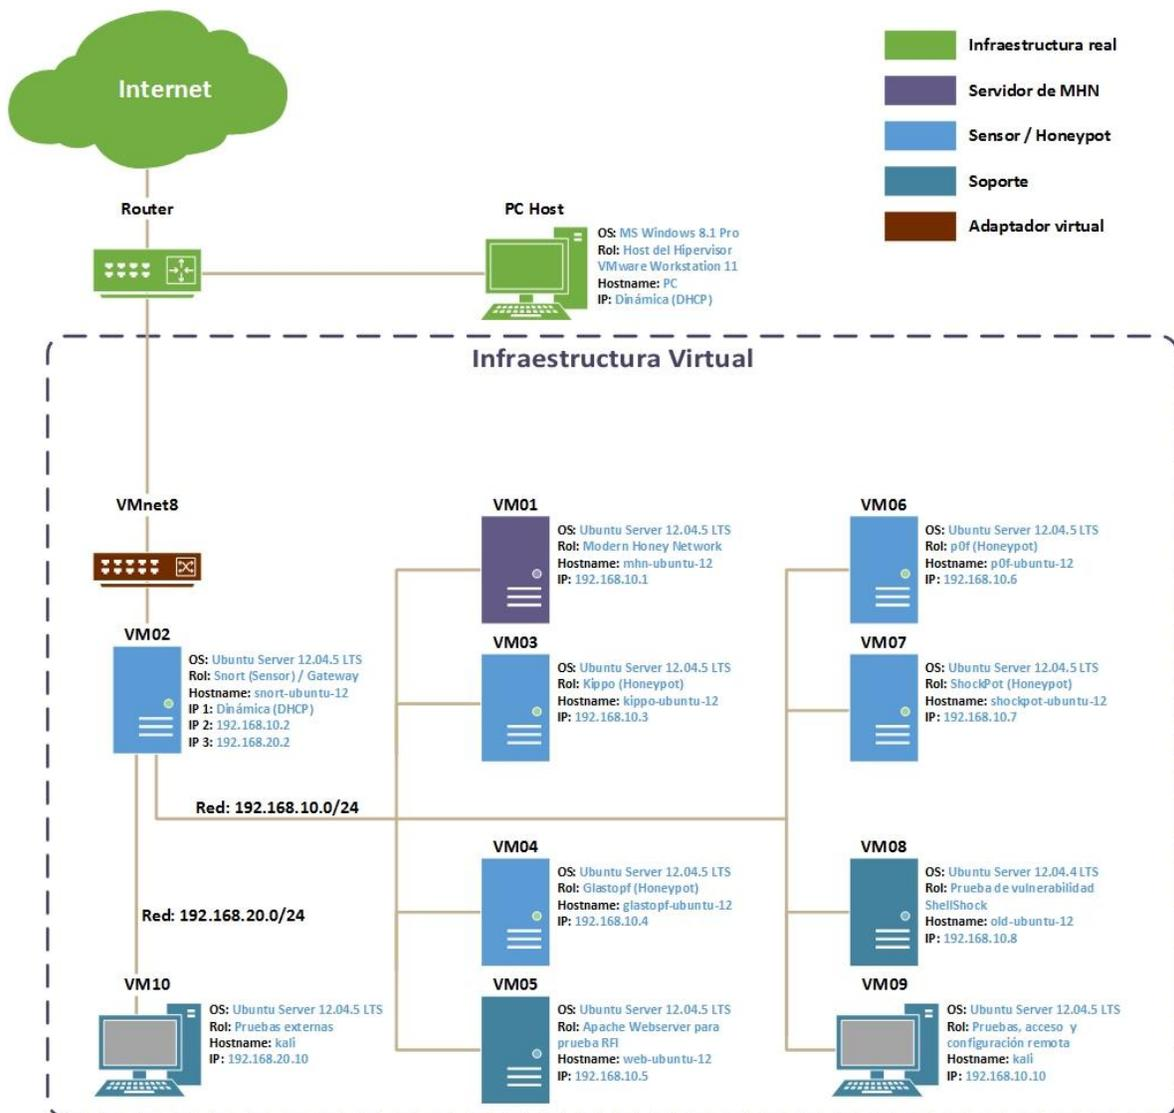 Internet
Infraestructura real
Servidor de MHN
Sensor / Honeypot
Soporte
Adaptador virtual
Router
PC Host
OS: MS Windows 8.1 Pro
Rol: Host del Hipervisor
VMware Workstation 11
Hostname: PC
IP: Dinámica (DHCP)
Infraestructura Virtual
VMnet8
VM02
OS: Ubuntu Server 12.04.5 LTS
Rol: Snort (Sensor) / Gateway
Hostname: snort-ubuntu-12
IP 1: Dinámica (DHCP)
IP 2: 192.168.10.2
IP 3: 192.168.20.2
VM01
OS: Ubuntu Server 12.04.5 LTS
Rol: Modern Honey Network
Hostname: mhn-ubuntu-12
IP: 192.168.10.1
VM06
OS: Ubuntu Server 12.04.5 LTS
Rol: p0f (Honeypot)
Hostname: p0f-ubuntu-12
IP: 192.168.10.6
VM03
OS: Ubuntu Server 12.04.5 LTS
Rol: Kippo (Honeypot)
Hostname: kippo-ubuntu-12
IP: 192.168.10.3
VM07
OS: Ubuntu Server 12.04.5 LTS
Rol: ShockPot (Honeypot)
Hostname: shockpot-ubuntu-12
IP: 192.168.10.7
Red: 192.168.10.0/24
Red: 192.168.20.0/24
VM04
OS: Ubuntu Server 12.04.5 LTS
Rol: Glastopf (Honeypot)
Hostname: glastopf-ubuntu-12
IP: 192.168.10.4
VM08
OS: Ubuntu Server 12.04.4 LTS
Rol: Prueba de vulnerabilidad
ShellShock
Hostname: old-ubuntu-12
IP: 192.168.10.8
VM10
OS: Ubuntu Server 12.04.5 LTS
Rol: Pruebas externas
Hostname: kali
IP: 192.168.20.10
VM05
OS: Ubuntu Server 12.04.5 LTS
Rol: Apache Webserver para
prueba RFI
Hostname: web-ubuntu-12
IP: 192.168.10.5
VM09
OS: Ubuntu Server 12.04.5 LTS
Rol: Pruebas, acceso y
configuración remota
Hostname: kali
IP: 192.168.10.10